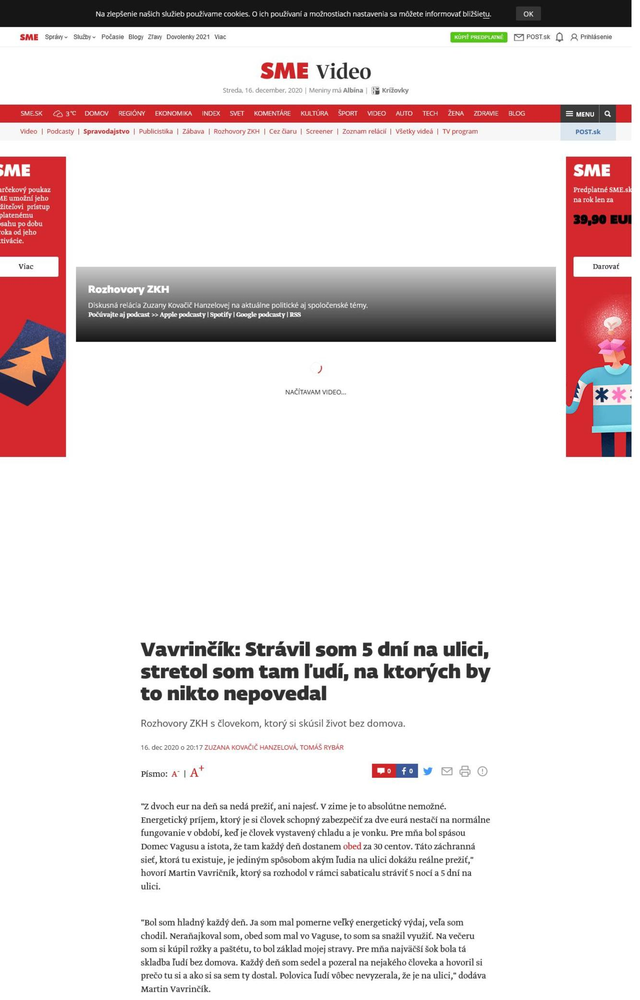 Na zlepšenie našich služieb používame cookies. O ich používaní a možnostiach nastavenia sa môžete informovať bližšietu. OK
SME Správy Služby Počasie Blogy Zľavy Dovolenky 2021 Viac KÚPIŤ PREDPLATNÉ POST.sk Prihlásenie
SME Video
Streda, 16. december, 2020 | Meniny má Albína | Krížovky
SME.SK 3 °C DOMOV REGIÓNY EKONOMIKA INDEX SVET KOMENTÁRE KULTÚRA ŠPORT VIDEO AUTO TECH ŽENA ZDRAVIE BLOG MENU
Video | Podcasty | Spravodajstvo | Publicistika | Zábava | Rozhovory ZKH | Cez čiaru | Screener | Zoznam relácií | Všetky videá | TV program POST.sk
SME
arčekový poukaz
ME umožní jeho
žiteľovi prístup
platenému
bsahu po dobu
roka od jeho
ktivácie.
Viac
SME
Predplatné SME.sk
na rok len za
39,90 EU
Darovať
Rozhovory ZKH
Diskusná relácia Zuzany Kovačič Hanzelovej na aktuálne politické aj spoločenské témy.
Počúvajte aj podcast >> Apple podcasty | Spotify | Google podcasty | RSS
NAČÍTAVAM VIDEO...
Vavrinčík: Strávil som 5 dní na ulici,
stretol som tam ľudí, na ktorých by
to nikto nepovedal
Rozhovory ZKH s človekom, ktorý si skúsil život bez domova.
16. dec 2020 o 20:17 ZUZANA KOVAČIČ HANZELOVÁ, TOMÁŠ RYBÁR
Písmo: A- | A+ 0 0
"Z dvoch eur na deň sa nedá prežiť, ani najesť. V zime je to absolútne nemožné.
Energetický príjem, ktorý je si človek schopný zabezpečiť za dve eurá nestačí na normálne
fungovanie v období, keď je človek vystavený chladu a je vonku. Pre mňa bol spásou
Domec Vagusu a istota, že tam každý deň dostanem obed za 30 centov. Táto záchranná
sieť, ktorá tu existuje, je jediným spôsobom akým ľudia na ulici dokážu reálne prežiť,"
hovorí Martin Vavričník, ktorý sa rozhodol v rámci sabaticalu stráviť 5 nocí a 5 dní na
ulici.
"Bol som hladný každý deň. Ja som mal pomerne veľký energetický výdaj, veľa som
chodil. Neraňajkoval som, obed som mal vo Vaguse, to som sa snažil využiť. Na večeru
som si kúpil rožky a paštétu, to bol základ mojej stravy. Pre mňa najväčší šok bola tá
skladba ľudí bez domova. Každý deň som sedel a pozeral na nejakého človeka a hovoril si
prečo tu si a ako si sa sem ty dostal. Polovica ľudí vôbec nevyzerala, že je na ulici," dodáva
Martin Vavrinčík.